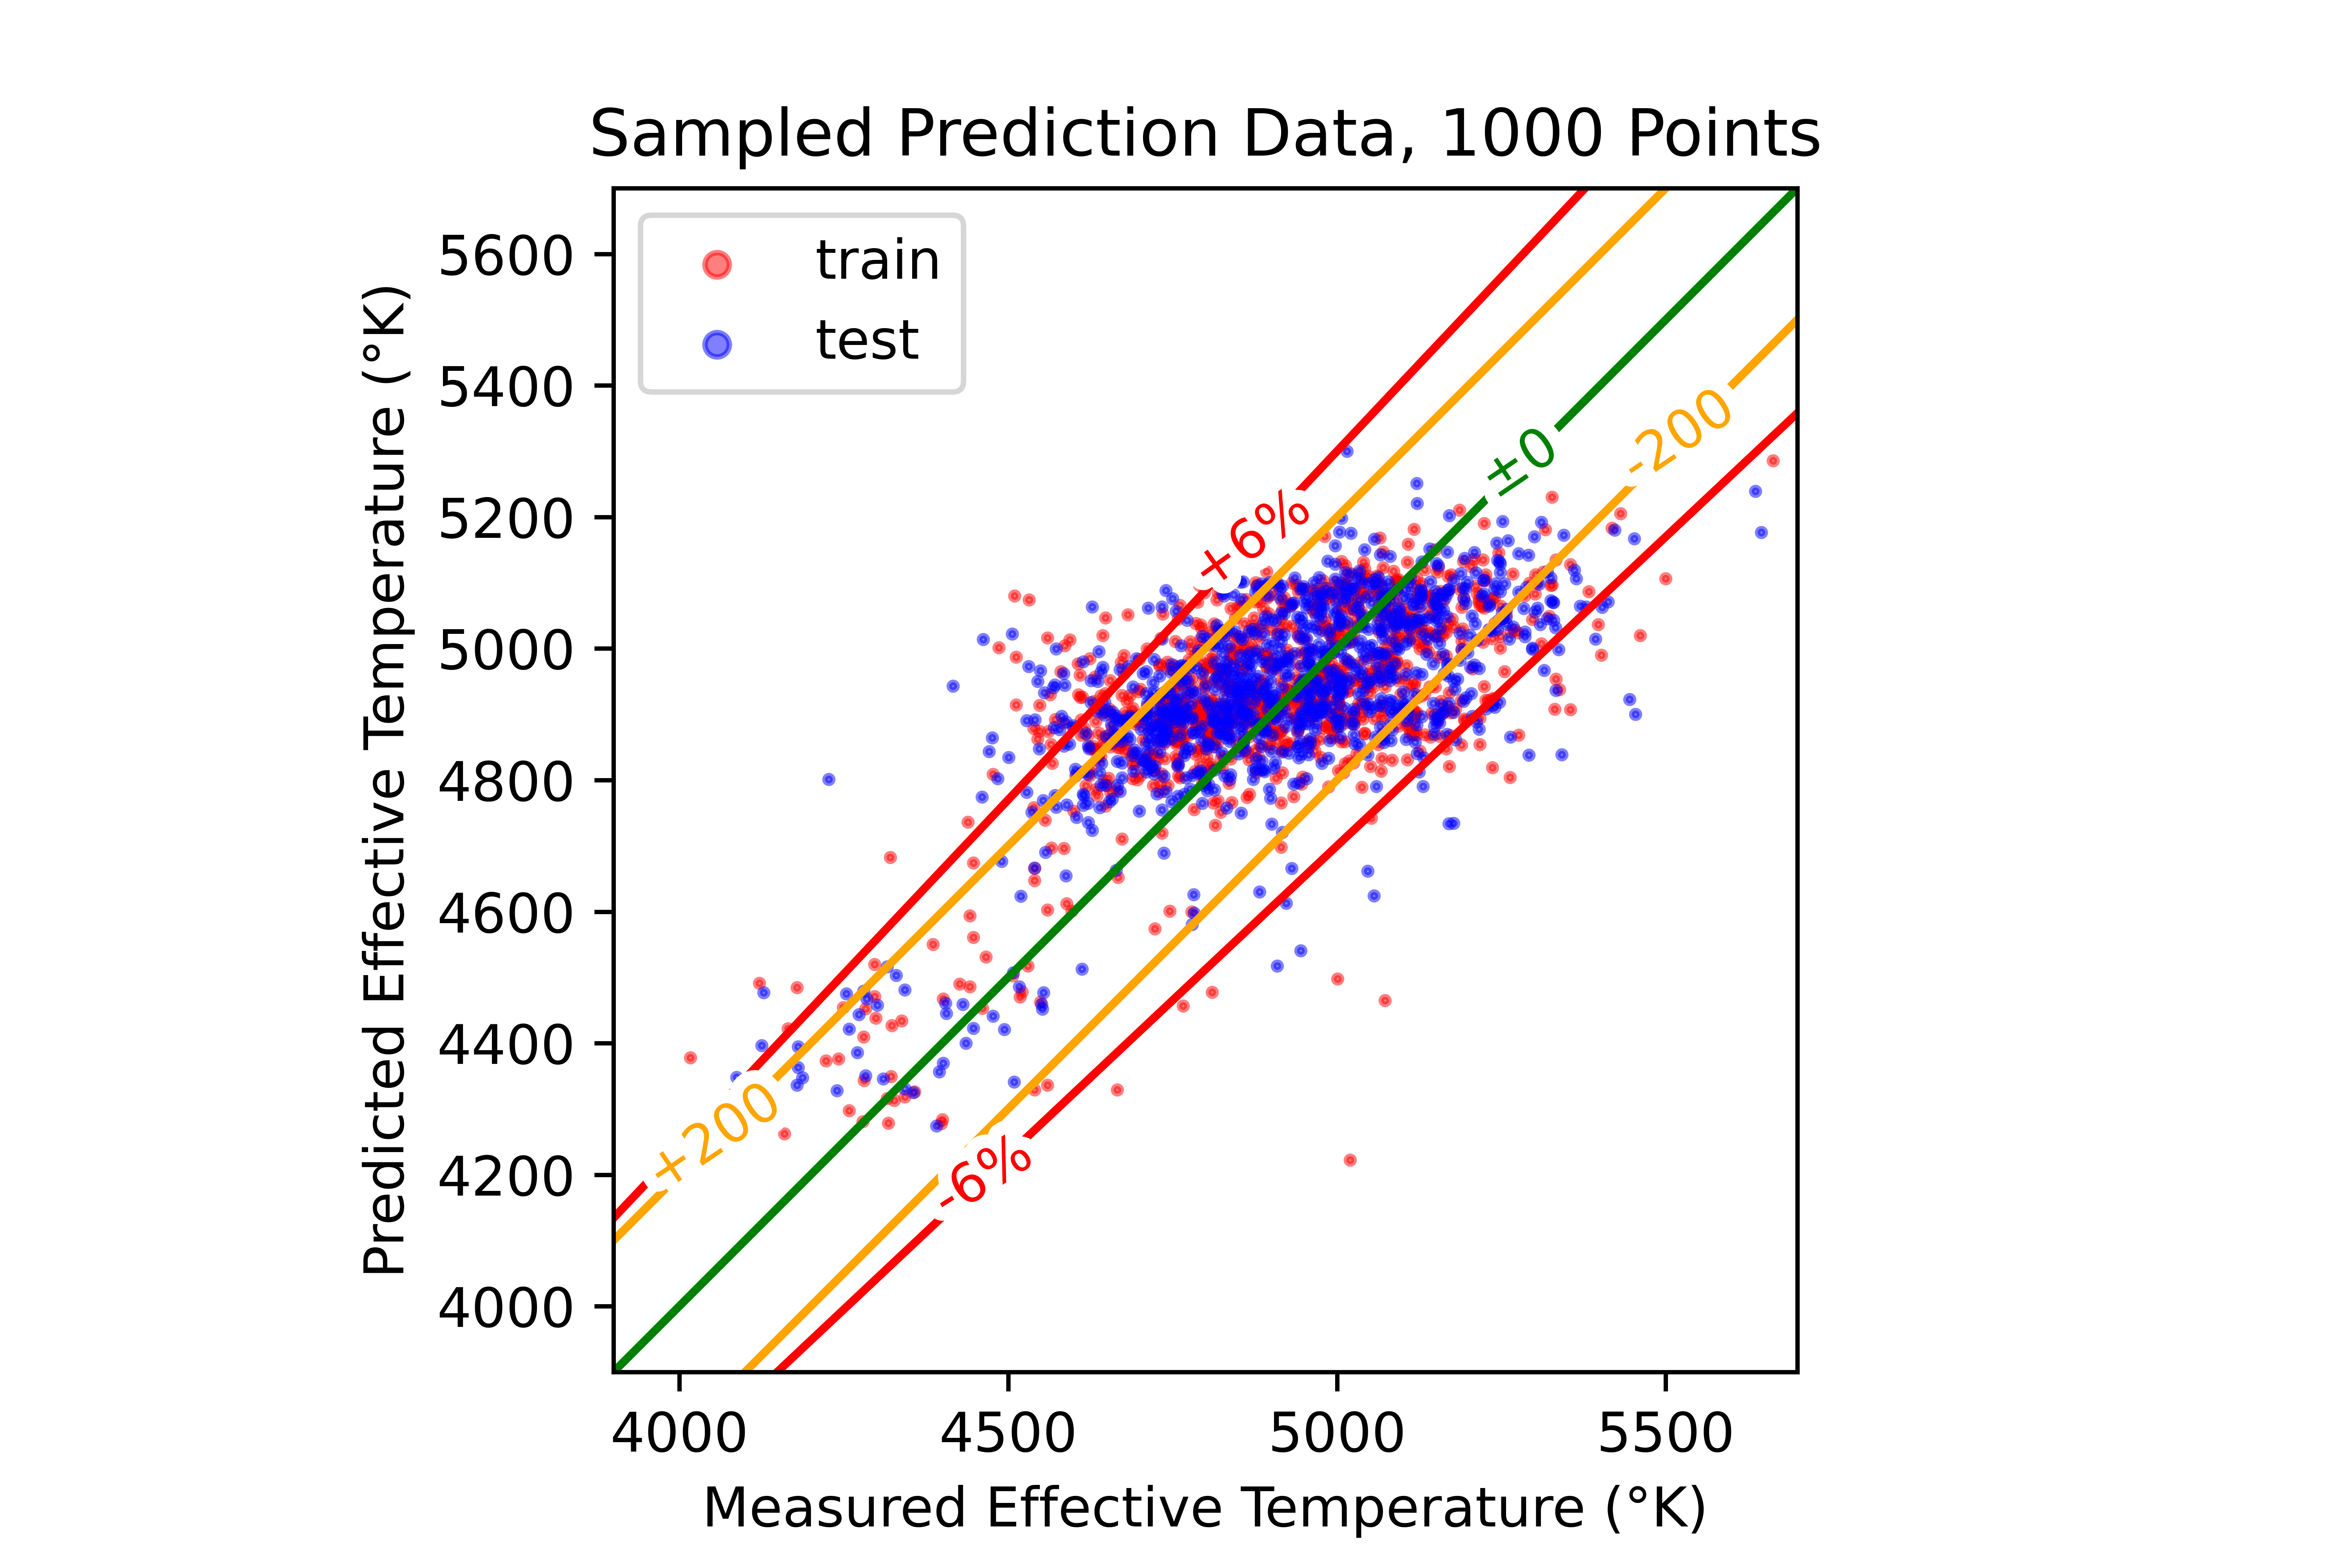 Sampled Prediction Data, 1000 Points
train
test
5600
5400
5200
5000
4800
4600
4400
4200
4000
Predicted Effective Temperature (°K)
+6%
±0
-200
+200
-6%
4000 4500 5000 5500
Measured Effective Temperature (°K)